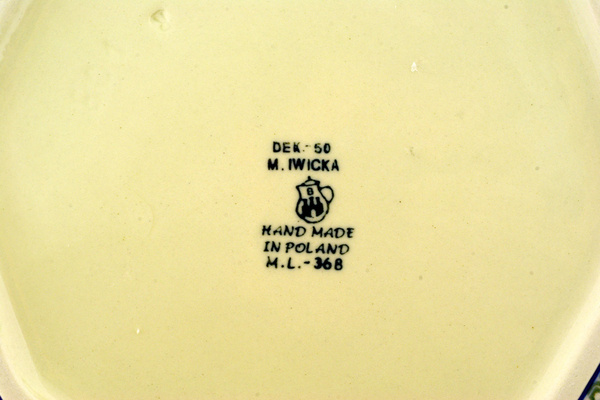 DEK.-50
M. IWICKA
B
HAND MADE
IN POLAND
M.L.-368